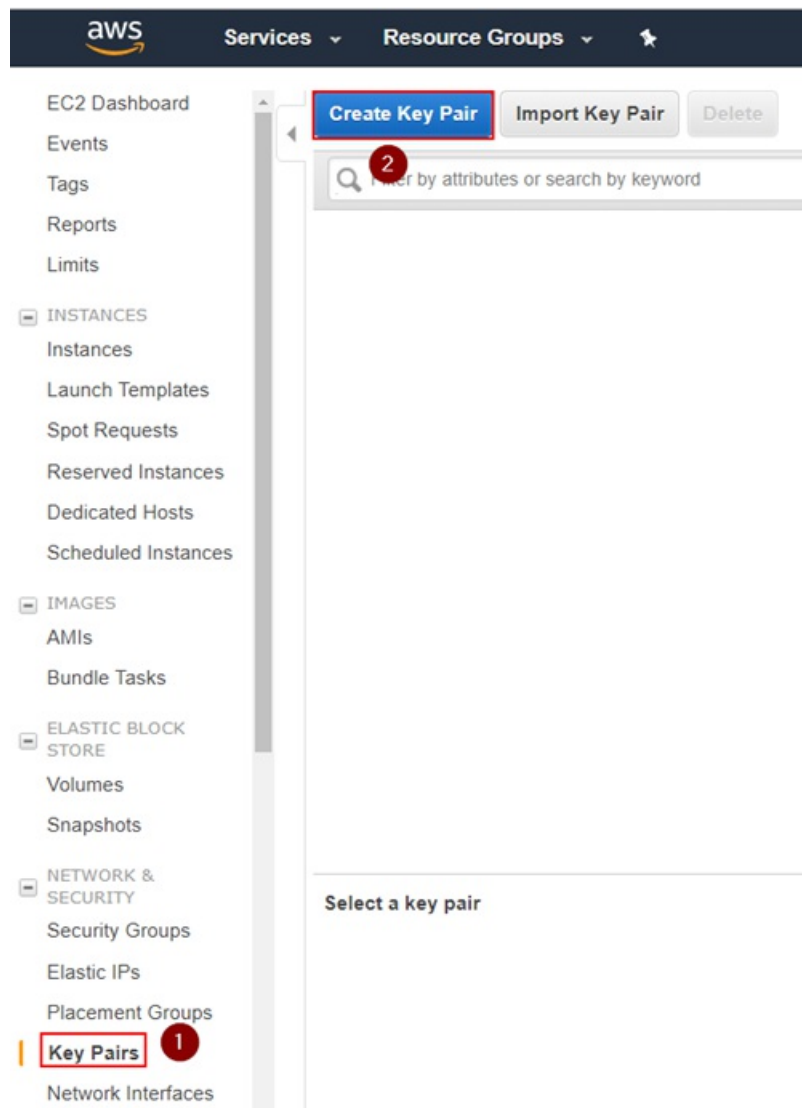 aws Services Resource Groups
EC2 Dashboard
Events
Tags
Reports
Limits
INSTANCES
Instances
Launch Templates
Spot Requests
Reserved Instances
Dedicated Hosts
Scheduled Instances
IMAGES
AMIs
Bundle Tasks
ELASTIC BLOCK
STORE
Volumes
Snapshots
NETWORK &
SECURITY
Security Groups
Elastic IPs
Placement Groups
Key Pairs 1
Network Interfaces
Create Key Pair Import Key Pair Delete
2
by attributes or search by keyword
Select a key pair